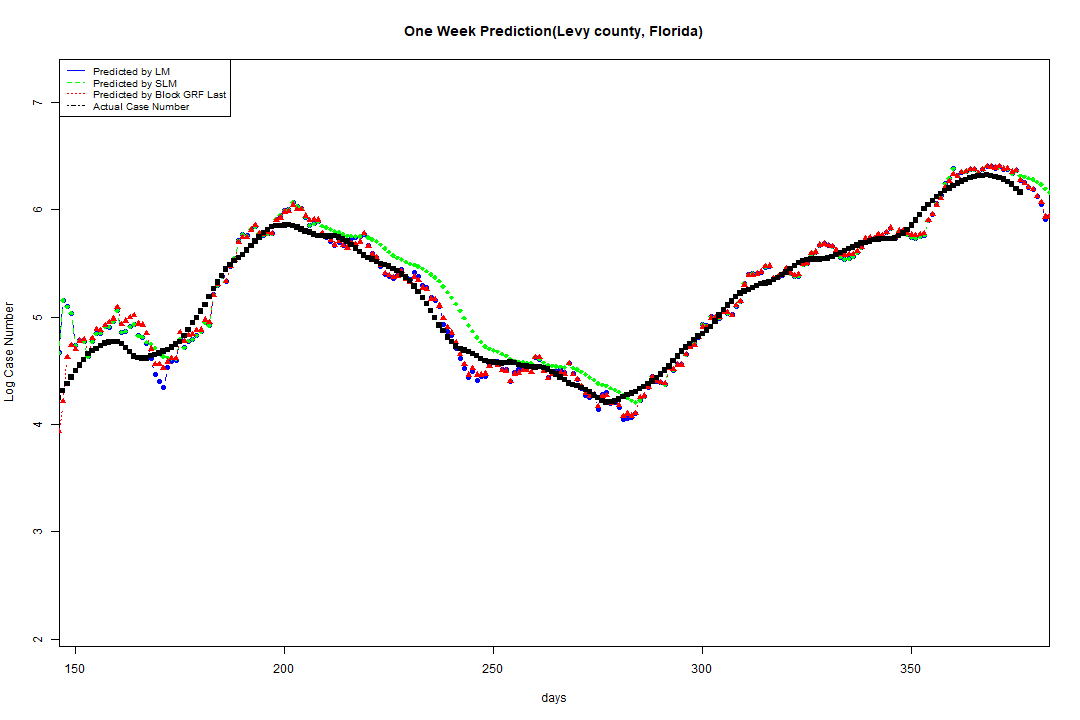 One Week Prediction(Levy county, Florida)
Predicted by LM
Predicted by SLM
Predicted by Block GRF Last
Actual Case Number
7
6
5
4
3
2
Log Case Number
150 200 250 300 350
days